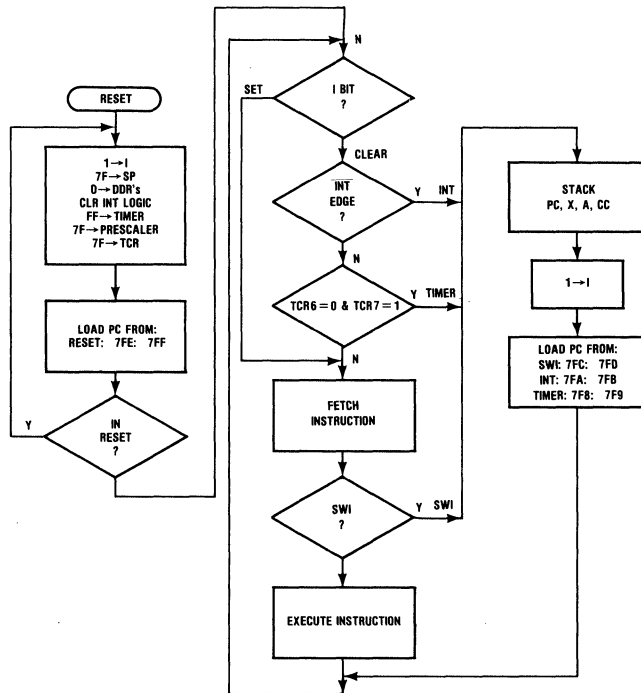 RESET
1→I
7F→SP
0→DDR's
CLR INT LOGIC
FF→TIMER
7F→PRESCALER
7F→TCR
LOAD PC FROM:
RESET: 7FE: 7FF
Y
IN
RESET
?
N
I BIT
?
SET
CLEAR
INT
EDGE
?
Y INT
N
TCR6=0 & TCR7=1
Y TIMER
N
FETCH
INSTRUCTION
SWI
?
Y SWI
EXECUTE INSTRUCTION
STACK
PC, X, A, CC
1→I
LOAD PC FROM:
SWI: 7FC: 7FD
INT: 7FA: 7FB
TIMER: 7F8: 7F9